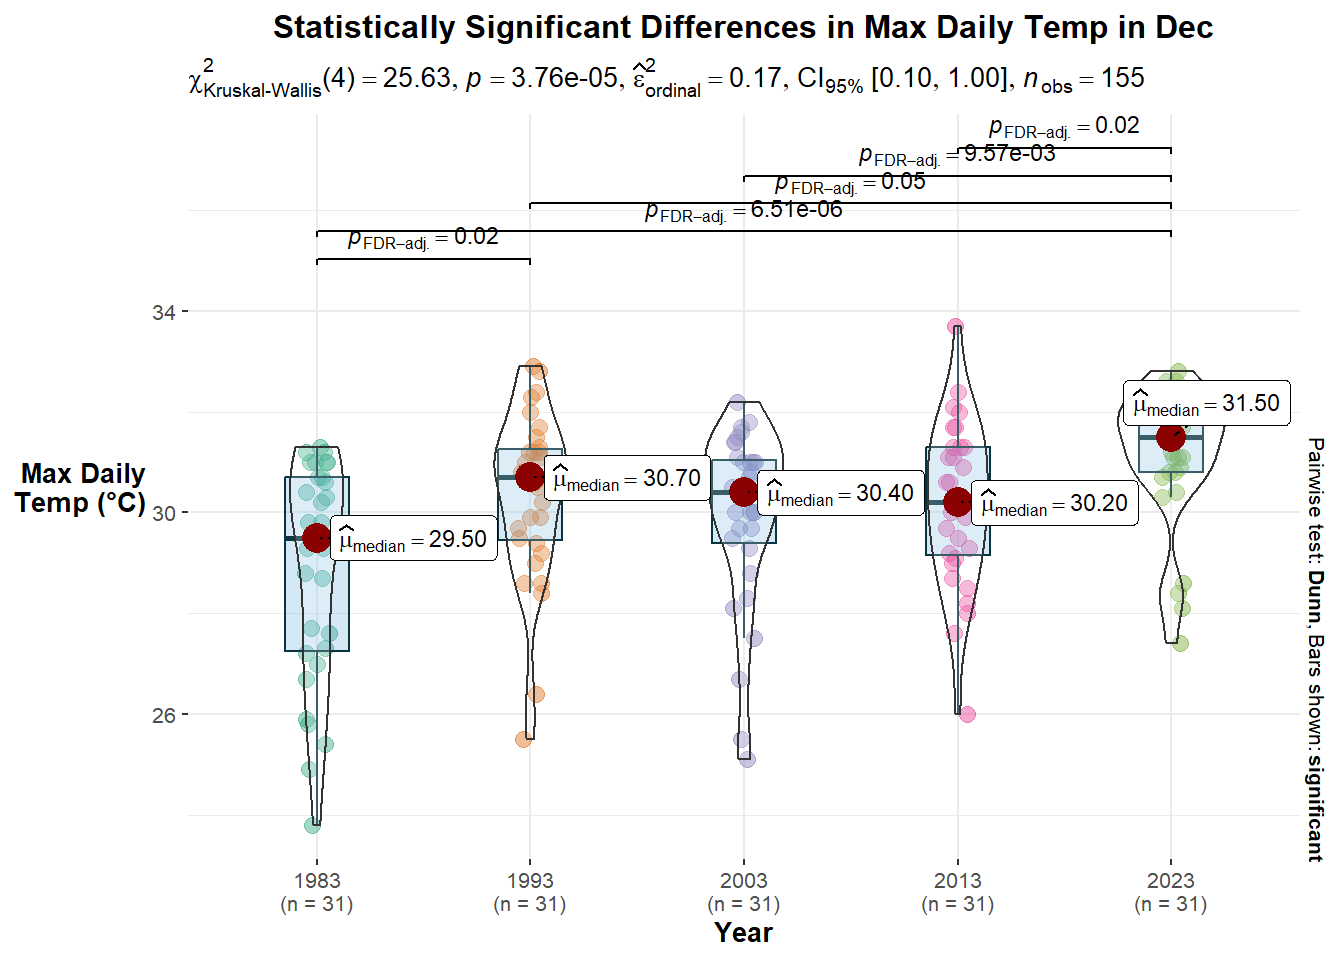 Statistically Significant Differences in Max Daily Temp in Dec
χ²Kruskal-Wallis(4) = 25.63, p = 3.76e-05, ε̂²ordinal = 0.17, CI95% [0.10, 1.00], nobs = 155
pFDR–adj. = 0.02
pFDR–adj. = 9.57e-03
pFDR–adj. = 0.05
pFDR–adj. = 6.51e-06
pFDR–adj. = 0.02
34
30
26
Max Daily
Temp (°C)
μ̂median = 29.50
μ̂median = 30.70
μ̂median = 30.40
μ̂median = 30.20
μ̂median = 31.50
1983
(n = 31)
1993
(n = 31)
2003
(n = 31)
2013
(n = 31)
2023
(n = 31)
Year
Pairwise test: Dunn, Bars shown: significant